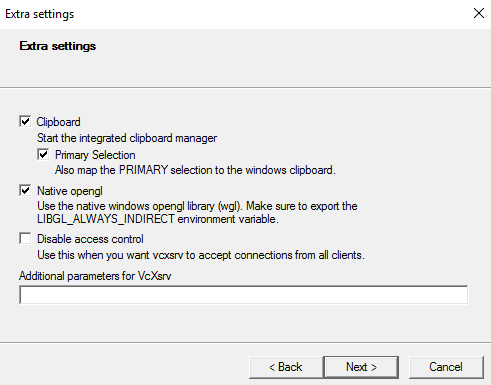 Extra settings
Extra settings
Clipboard
Start the integrated clipboard manager
Primary Selection
Also map the PRIMARY selection to the windows clipboard.
Native opengl
Use the native windows opengl library (wgl). Make sure to export the
LIBGL_ALWAYS_INDIRECT environment variable.
Disable access control
Use this when you want vcxsrv to accept connections from all clients.
Additional parameters for VcXsrv
< Back Next > Cancel